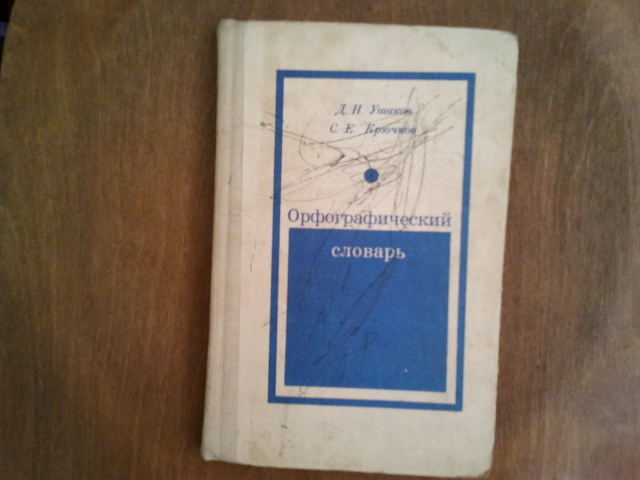 Д. Н. Ушаков
С. Е. Крючков
Орфографический
словарь